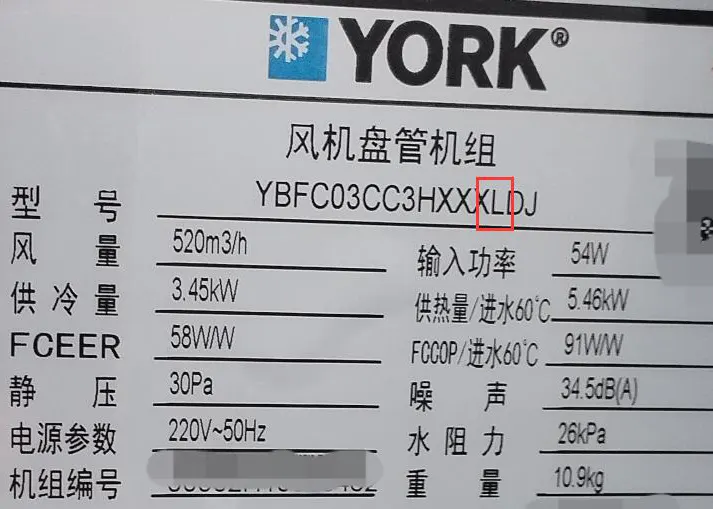 YORK®
风机盘管机组
型号 YBFC03CC3HXXXLDJ
风量 520m3/h 输入功率 54W
供冷量 3.45kW 供热量/进水60℃ 5.46kW
FCEER 58W/W FCCOP/进水60℃ 91W/W
静压 30Pa 噪声 34.5dB(A)
电源参数 220V~50Hz 水阻力 26kPa
机组编号 重量 10.9kg